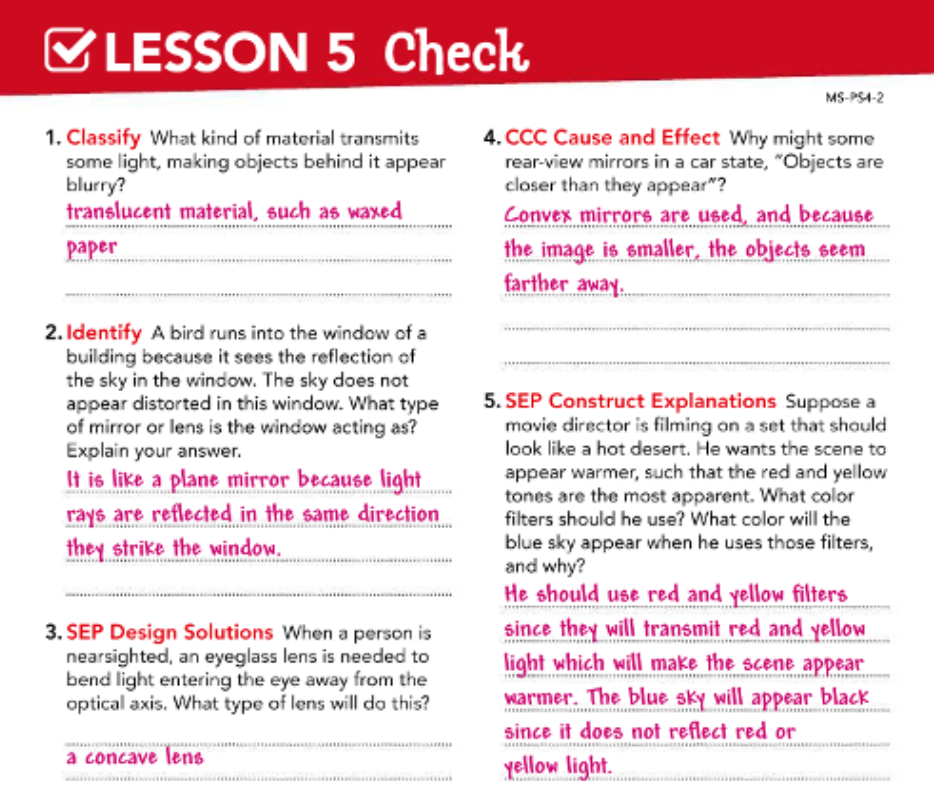 LESSON 5 Check
MS-PS4-2
1. Classify What kind of material transmits
some light, making objects behind it appear
blurry?
translucent material, such as waxed
paper
2. Identify A bird runs into the window of a
building because it sees the reflection of
the sky in the window. The sky does not
appear distorted in this window. What type
of mirror or lens is the window acting as?
Explain your answer.
It is like a plane mirror because light
rays are reflected in the same direction
they strike the window.
3. SEP Design Solutions When a person is
nearsighted, an eyeglass lens is needed to
bend light entering the eye away from the
optical axis. What type of lens will do this?
a concave lens
4. CCC Cause and Effect Why might some
rear-view mirrors in a car state, "Objects are
closer than they appear"?
Convex mirrors are used, and because
the image is smaller, the objects seem
farther away.
5. SEP Construct Explanations Suppose a
movie director is filming on a set that should
look like a hot desert. He wants the scene to
appear warmer, such that the red and yellow
tones are the most apparent. What color
filters should he use? What color will the
blue sky appear when he uses those filters,
and why?
He should use red and yellow filters
since they will transmit red and yellow
light which will make the scene appear
warmer. The blue sky will appear black
since it does not reflect red or
yellow light.